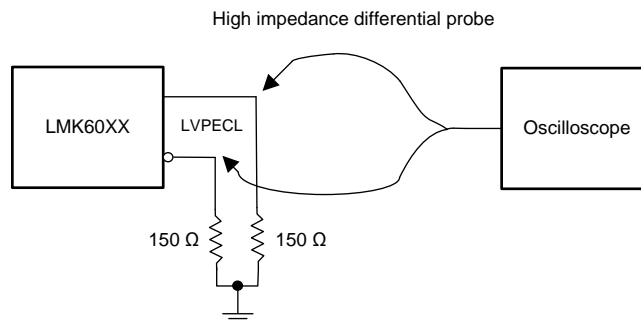 High impedance differential probe
LMK60XX
LVPECL
Oscilloscope
150 Ω
150 Ω